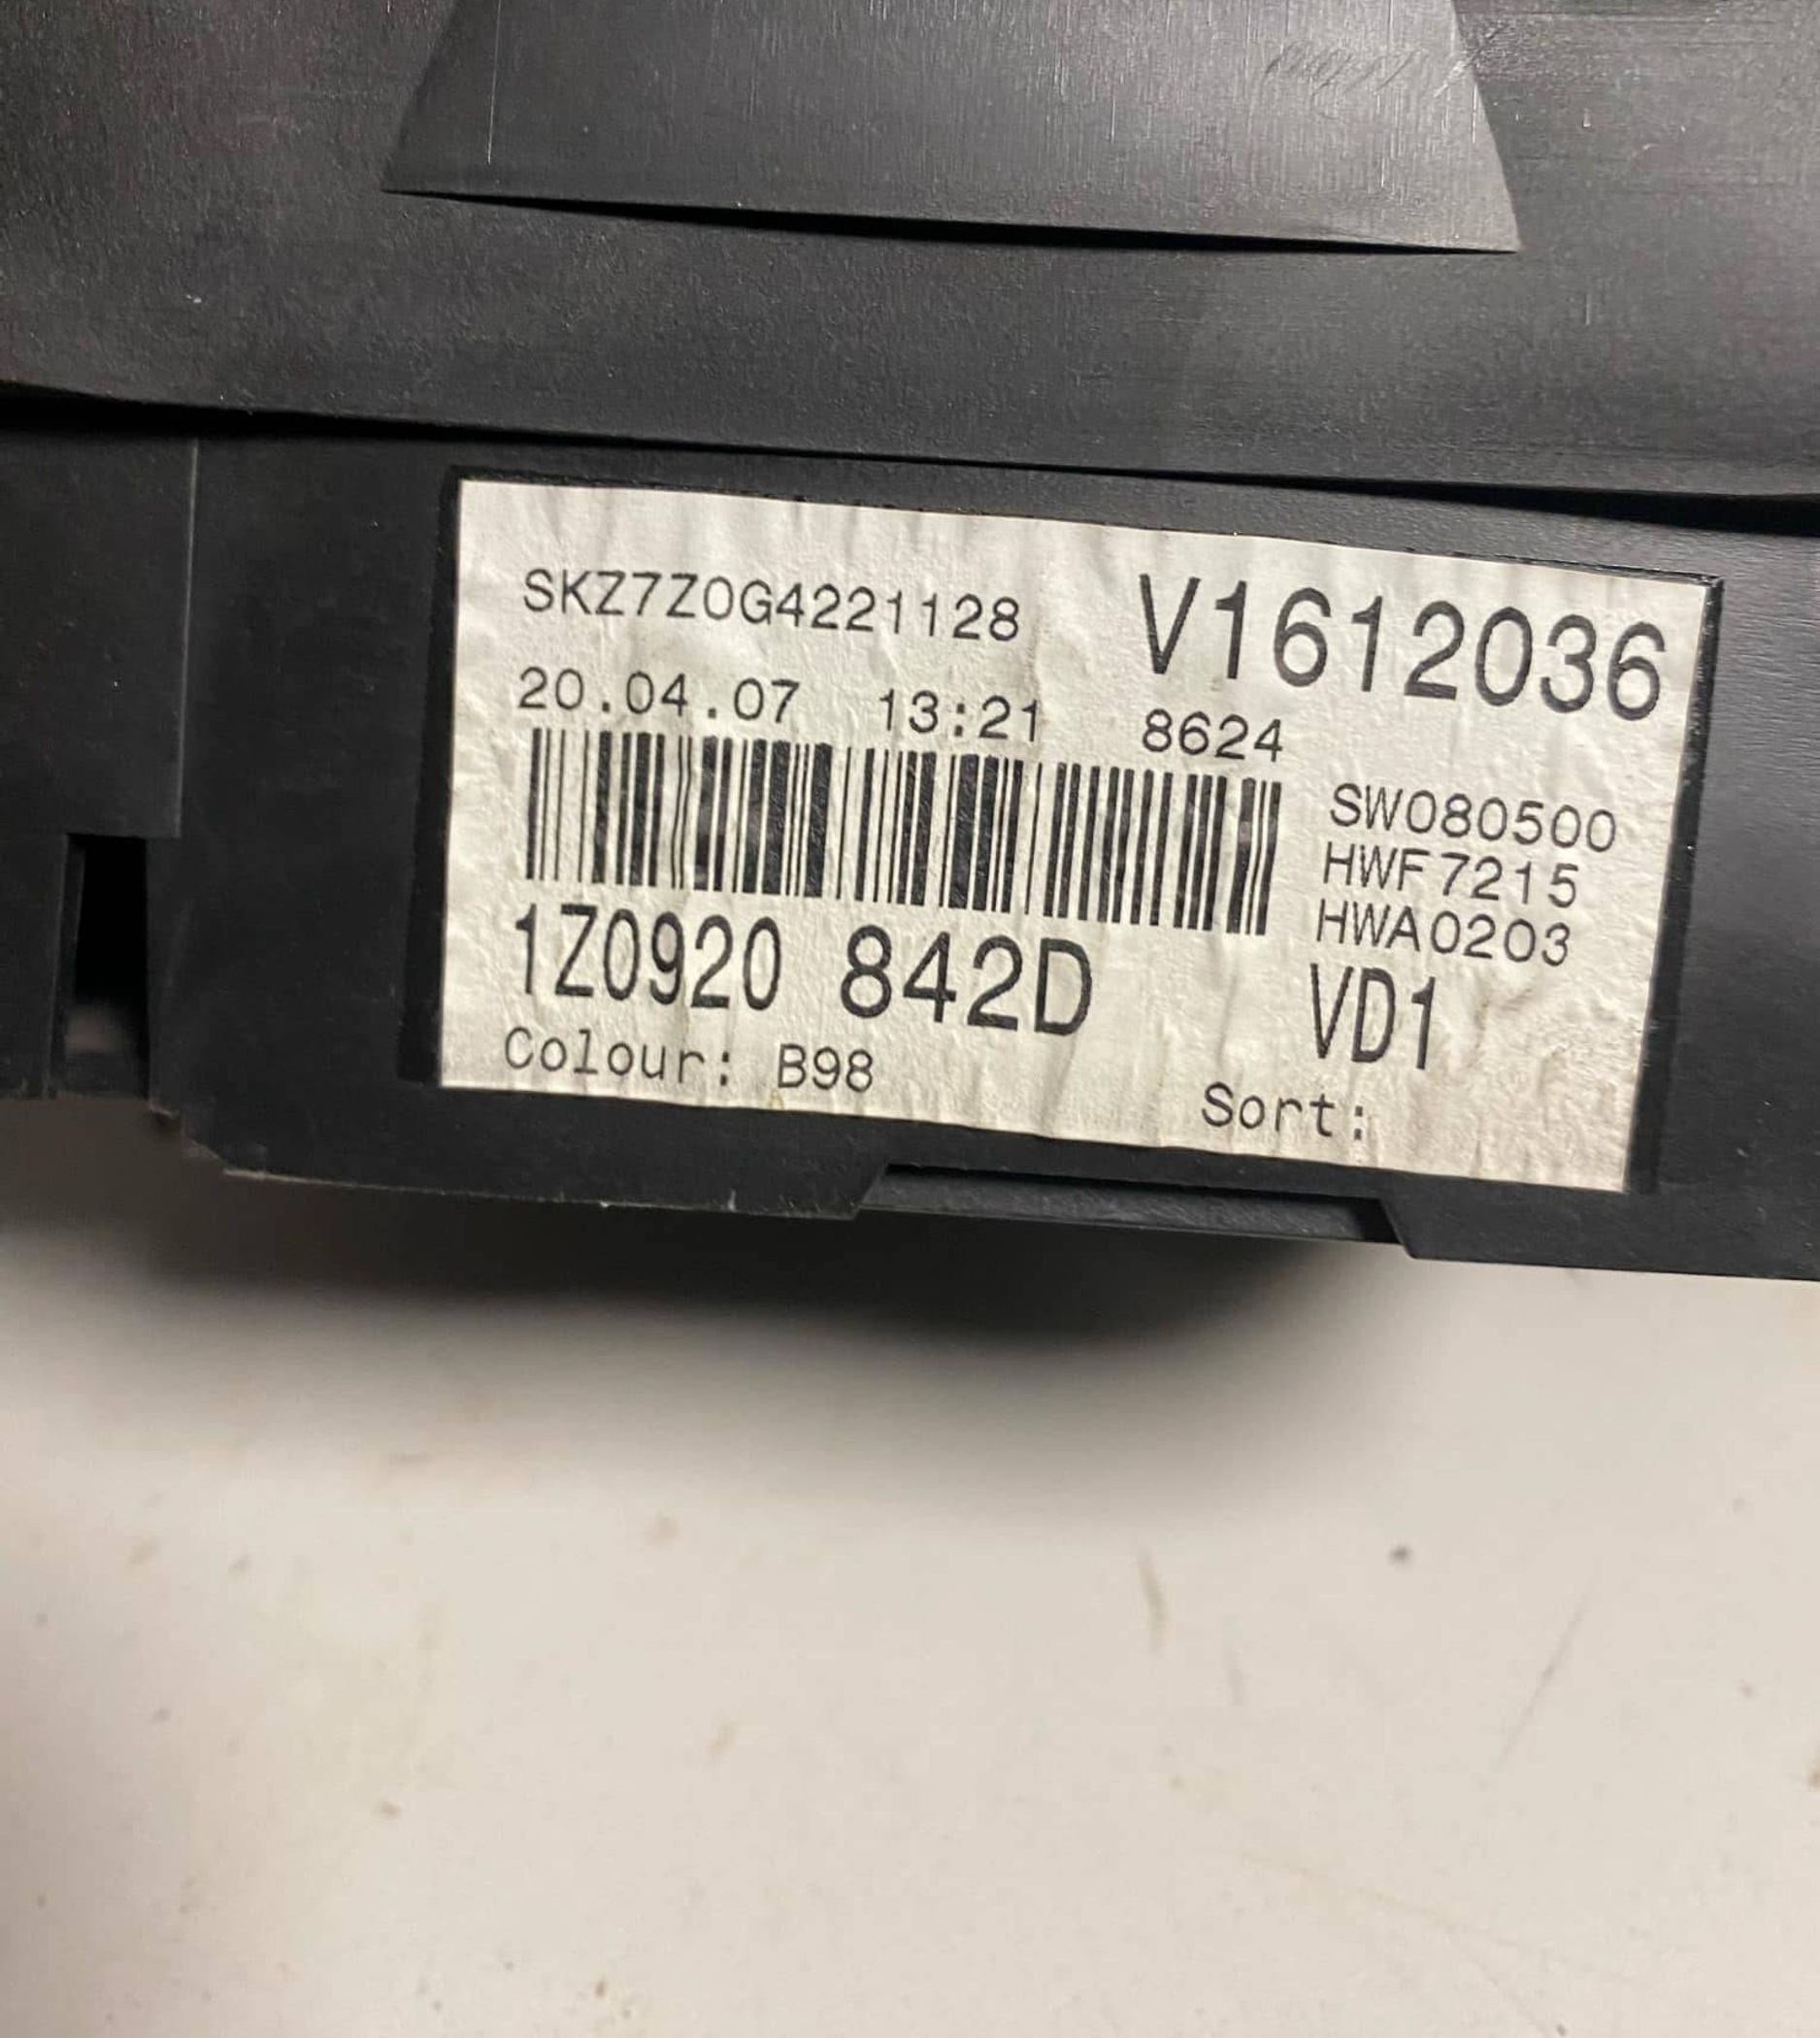 SKZ7Z0G4221128 V1612036
20.04.07 13:21 8624
SW080500
HWF7215
HWA0203
1Z0920 842D VD1
Colour: B98 Sort: